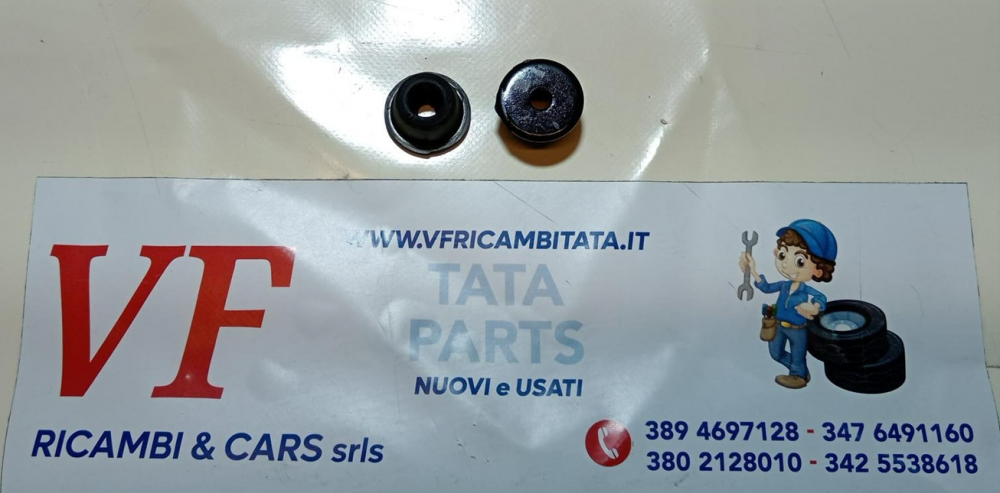 WWW.VFRICAMBITATA.IT
VF
TATA
PARTS
NUOVI e USATI
RICAMBI & CARS srls
389 4697128 - 347 6491160
380 2128010 - 342 5538618